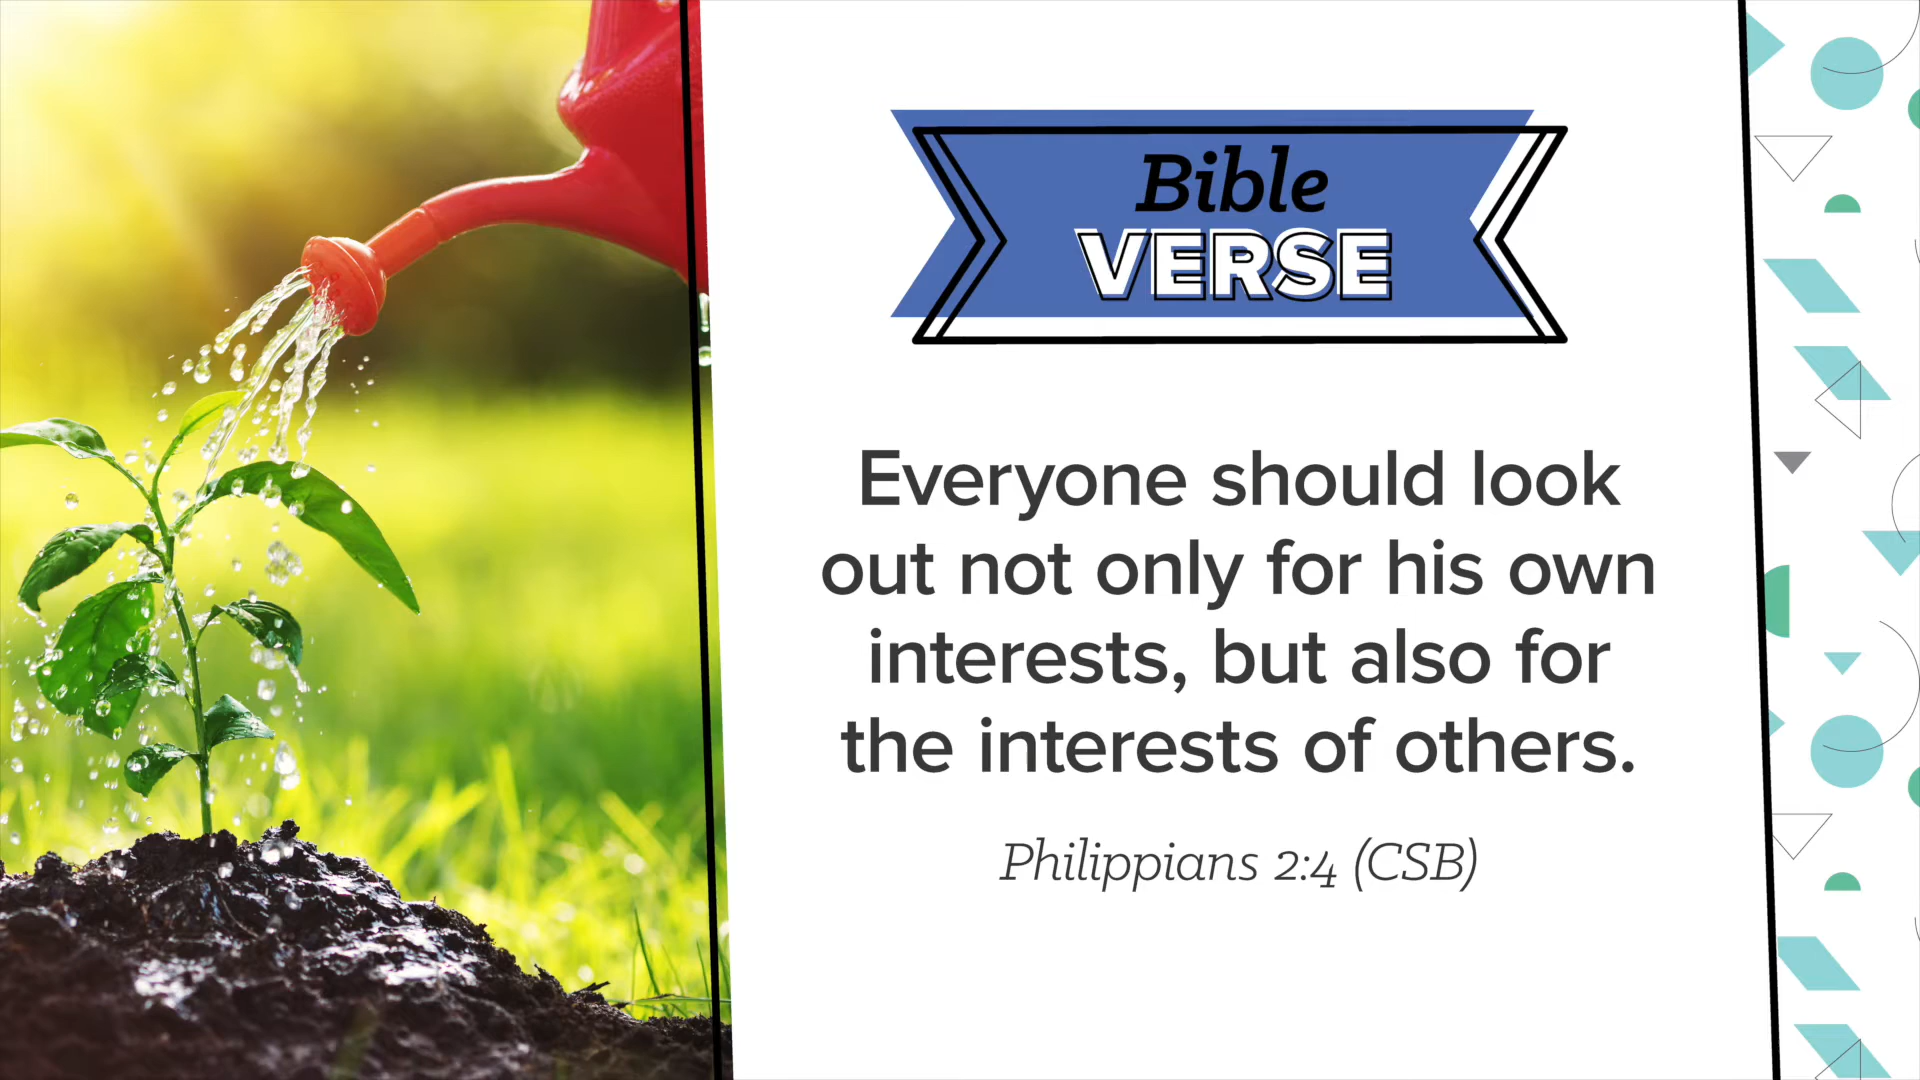 Bible
VERSE
Everyone should look
out not only for his own
interests, but also for
the interests of others.
Philippians 2:4 (CSB)